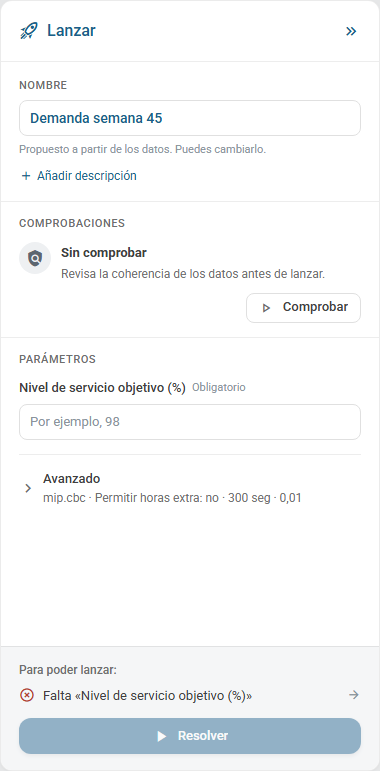 Lanzar
NOMBRE
Demanda semana 45
Propuesto a partir de los datos. Puedes cambiarlo.
Añadir descripción
COMPROBACIONES
Sin comprobar
Revisa la coherencia de los datos antes de lanzar.
Comprobar
PARÁMETROS
Nivel de servicio objetivo (%) Obligatorio
Por ejemplo, 98
Avanzado
mip.cbc · Permitir horas extra: no · 300 seg · 0,01
Para poder lanzar:
Falta «Nivel de servicio objetivo (%)»
Resolver